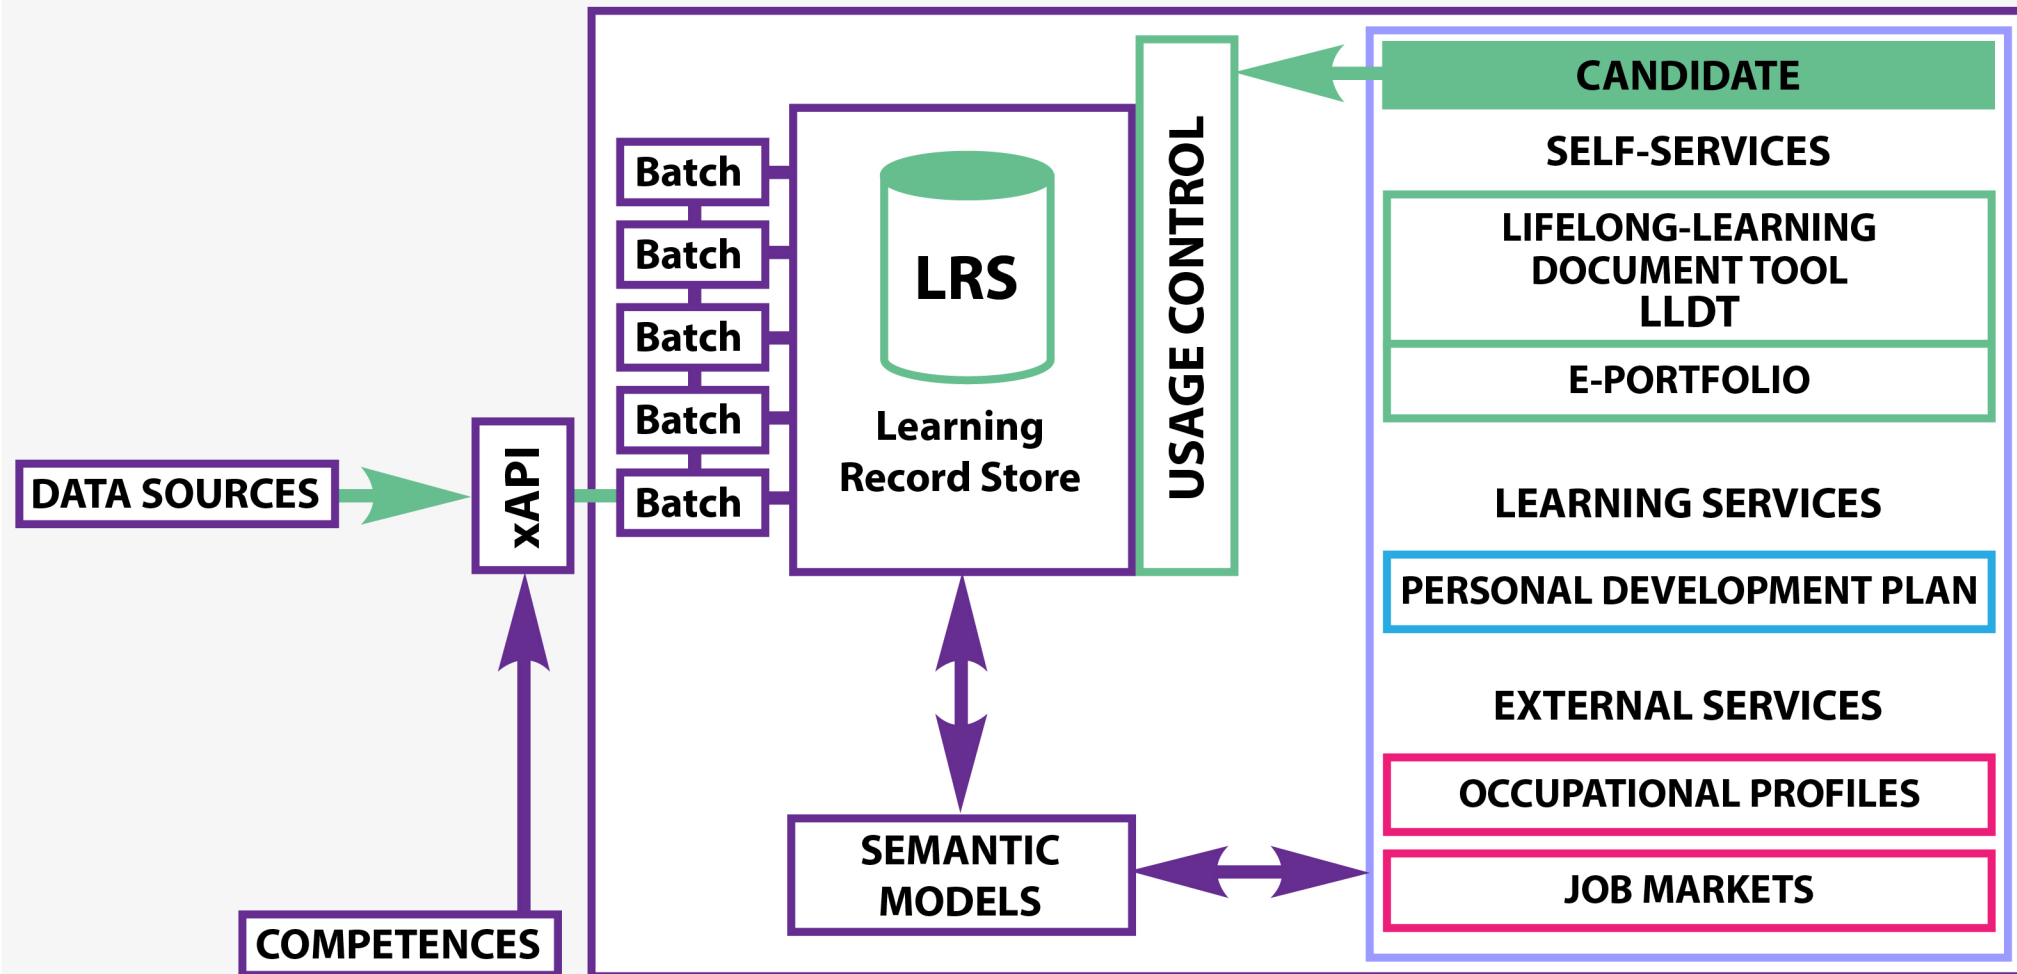 DATA SOURCES
xAPI
COMPETENCES
Batch
Batch
Batch
Batch
Batch
LRS
Learning
Record Store
USAGE CONTROL
SEMANTIC
MODELS
CANDIDATE
SELF-SERVICES
LIFELONG-LEARNING
DOCUMENT TOOL
LLDT
E-PORTFOLIO
LEARNING SERVICES
PERSONAL DEVELOPMENT PLAN
EXTERNAL SERVICES
OCCUPATIONAL PROFILES
JOB MARKETS